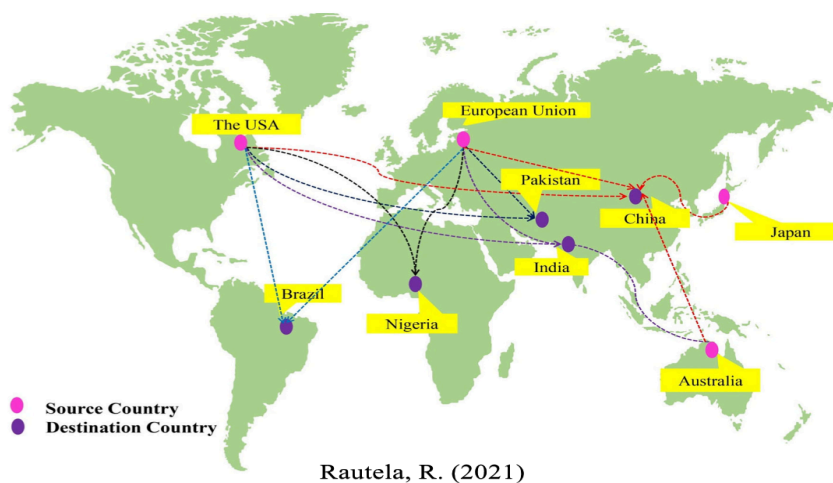 European Union
The USA
Pakistan
China
Japan
India
Brazil
Nigeria
Australia
Source Country
Destination Country
Rautela, R. (2021)